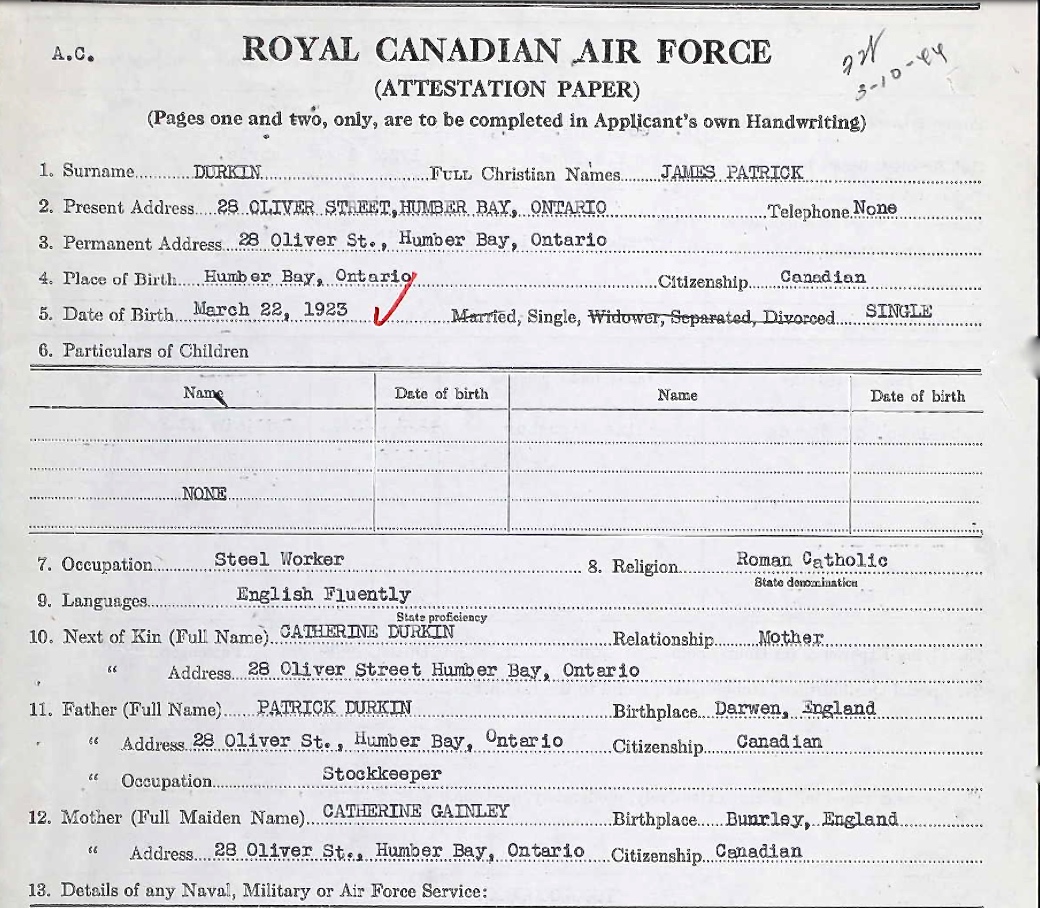 A.C.
ROYAL CANADIAN AIR FORCE
3-10-44
(ATTESTATION PAPER)
(Pages one and two, only, are to be completed in Applicant's own Handwriting)
1. Surname DURKIN FULL Christian Names JAMES PATRICK
2. Present Address 28 OLIVER STREET, HUMBER BAY, ONTARIO Telephone None
3. Permanent Address 28 Oliver St., Humber Bay, Ontario
4. Place of Birth Humber Bay, Ontario Citizenship Canadian
5. Date of Birth March 22, 1923 Married, Single, Widower, Separated, Divorced SINGLE
6. Particulars of Children
Name Date of birth Name Date of birth
NONE
7. Occupation Steel Worker 8. Religion Roman Catholic
State denomination
9. Languages English Fluently
State proficiency
10. Next of Kin (Full Name) CATHERINE DURKIN Relationship Mother
" Address 28 Oliver Street Humber Bay, Ontario
11. Father (Full Name) PATRICK DURKIN Birthplace Darwen, England
" Address 28 Oliver St., Humber Bay, Ontario Citizenship Canadian
" Occupation Stockkeeper
12. Mother (Full Maiden Name) CATHERINE GAINLEY Birthplace Bunrley, England
" Address 28 Oliver St., Humber Bay, Ontario Citizenship Canadian
13. Details of any Naval, Military or Air Force Service: